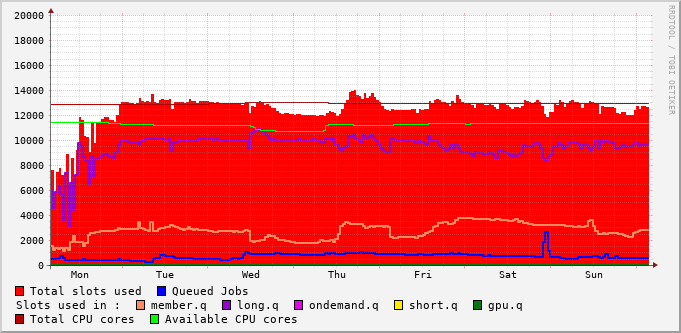 20000
18000
16000
14000
12000
10000
8000
6000
4000
2000
0
Mon Tue Wed Thu Fri Sat Sun
RRDTOOL / TOBI OETIKER
Total slots used Queued Jobs
Slots used in : member.q long.q ondemand.q short.q gpu.q
Total CPU cores Available CPU cores